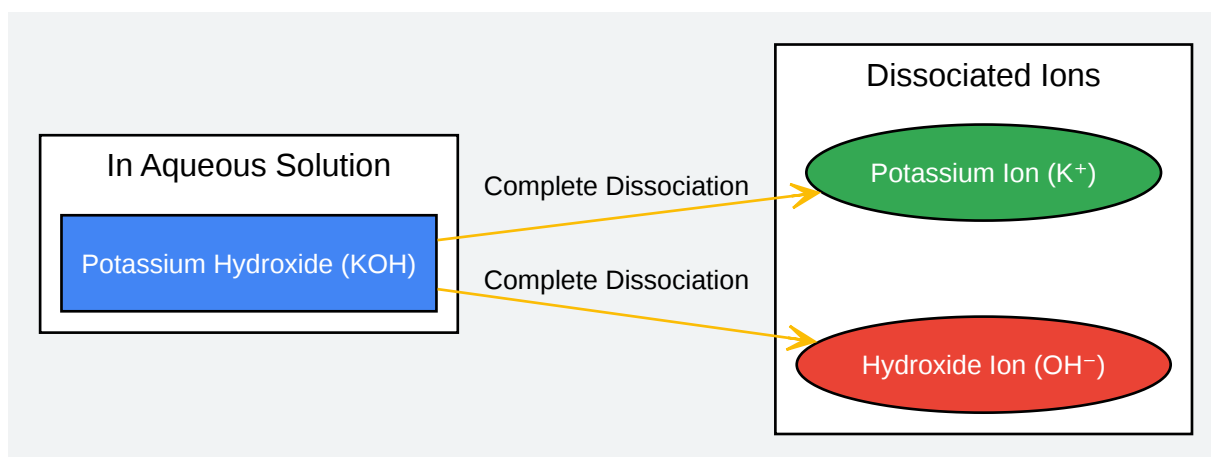 In Aqueous Solution
Potassium Hydroxide (KOH)
Complete Dissociation
Complete Dissociation
Dissociated Ions
Potassium Ion (K⁺)
Hydroxide Ion (OH⁻)